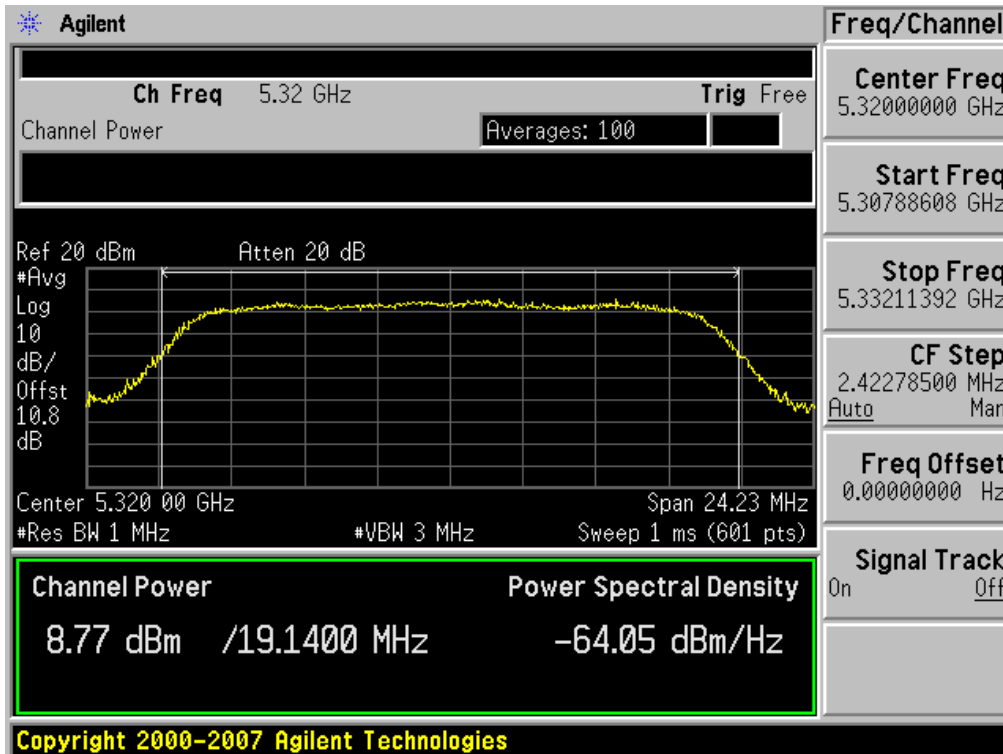 Agilent
Freq/Channel
Ch Freq 5.32 GHz
Trig Free
Channel Power
Averages: 100
Ref 20 dBm
Atten 20 dB
#Avg
Log
10
dB/
Offst
10.8
dB
Center 5.320 00 GHz
Span 24.23 MHz
#Res BW 1 MHz
#VBW 3 MHz
Sweep 1 ms (601 pts)
Channel Power
Power Spectral Density
8.77 dBm /19.1400 MHz
-64.05 dBm/Hz
Copyright 2000-2007 Agilent Technologies
Center Freq
5.32000000 GHz
Start Freq
5.30788608 GHz
Stop Freq
5.33211392 GHz
CF Step
2.42278500 MHz
Auto Man
Freq Offset
0.00000000 Hz
Signal Track
On Off